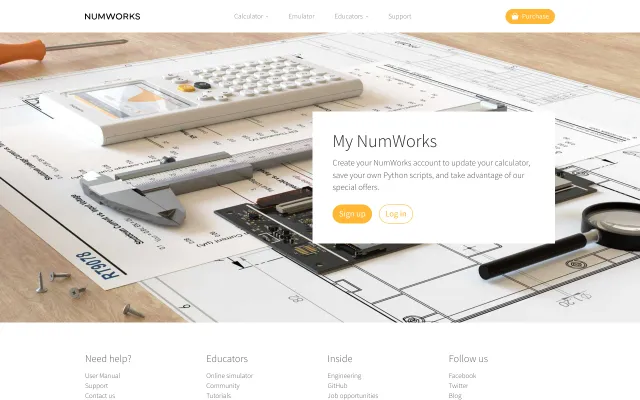 NUMWORKS
Calculator
Emulator
Educators
Support
Purchase
My NumWorks
Create your NumWorks account to update your calculator,
save your own Python scripts, and take advantage of our
special offers.
Sign up
Log in
R79078
Need help?
User Manual
Support
Contact us
Educators
Online simulator
Community
Tutorials
Inside
Engineering
GitHub
Job opportunities
Follow us
Facebook
Twitter
Blog